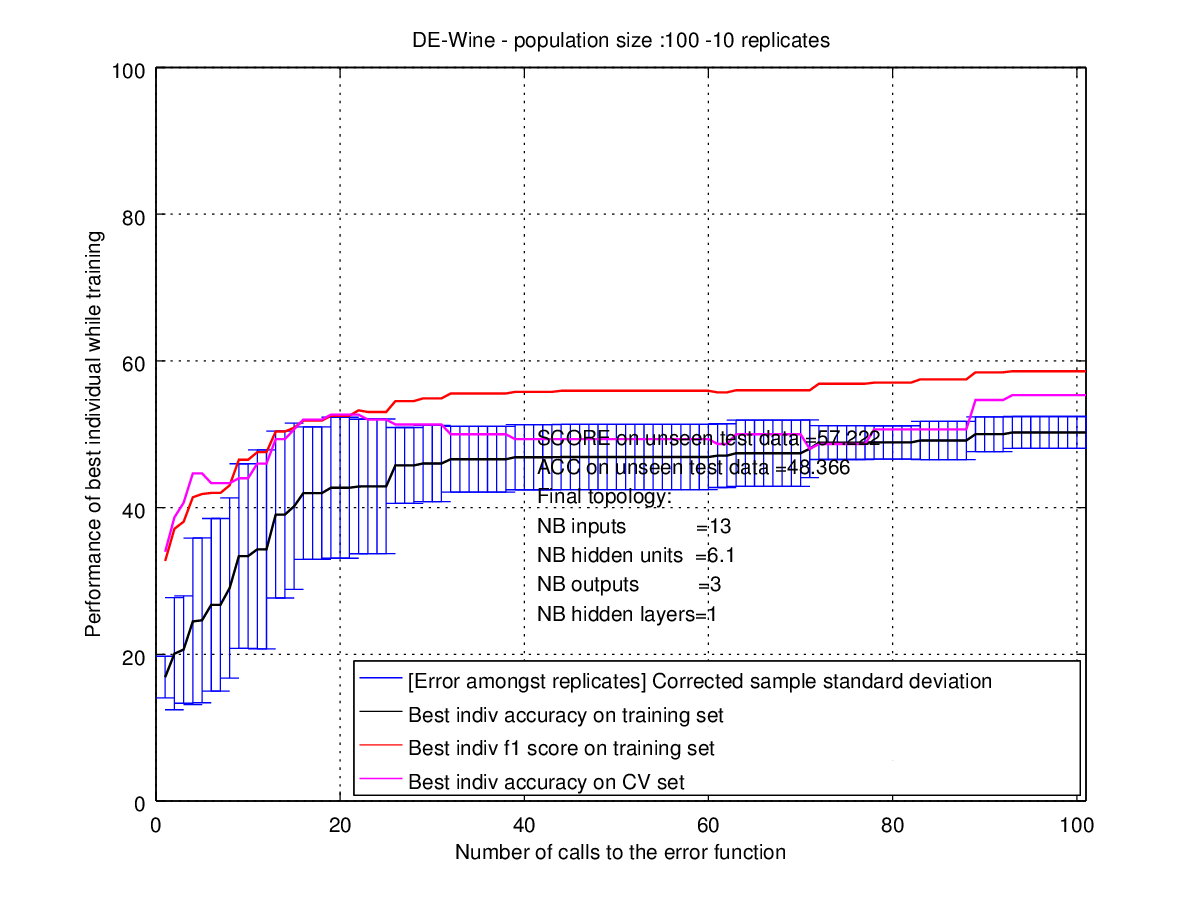 DE-Wine - population size :100 -10 replicates
Performance of best individual while training
100
80
60
40
20
0
SCORE on unseen test data =57.222
ACC on unseen test data =48.366
Final topology:
NB inputs =13
NB hidden units =6.1
NB outputs =3
NB hidden layers=1
[Error amongst replicates] Corrected sample standard deviation
Best indiv accuracy on training set
Best indiv f1 score on training set
Best indiv accuracy on CV set
0 20 40 60 80 100
Number of calls to the error function